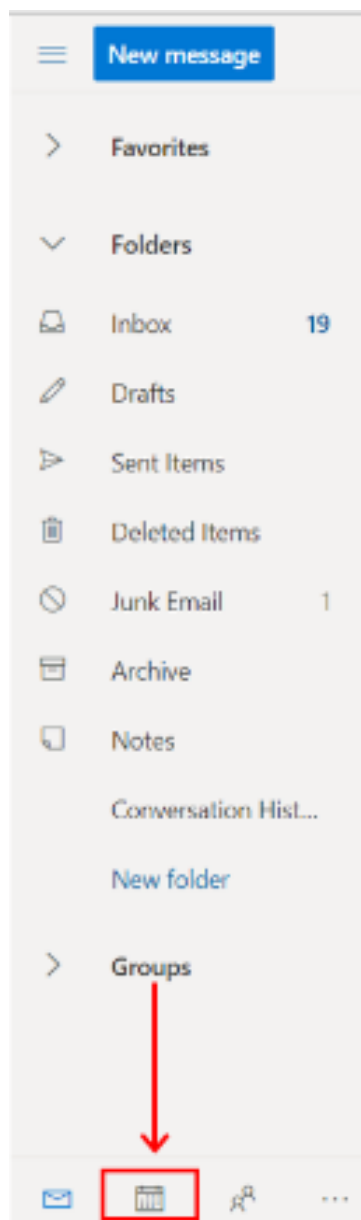 New message
Favorites
Folders
Inbox 19
Drafts
Sent Items
Deleted Items
Junk Email 1
Archive
Notes
Conversation Hist...
New folder
Groups